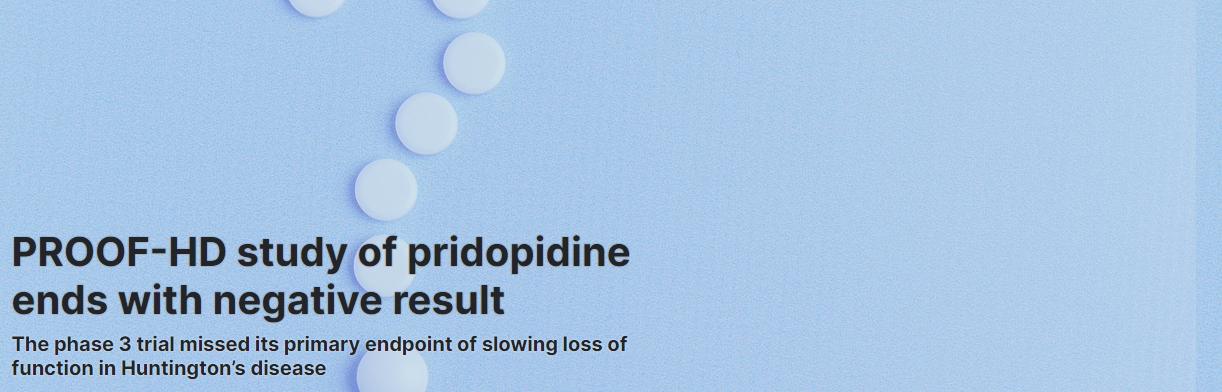 PROOF-HD study of pridopidine
ends with negative result
The phase 3 trial missed its primary endpoint of slowing loss of
function in Huntington’s disease